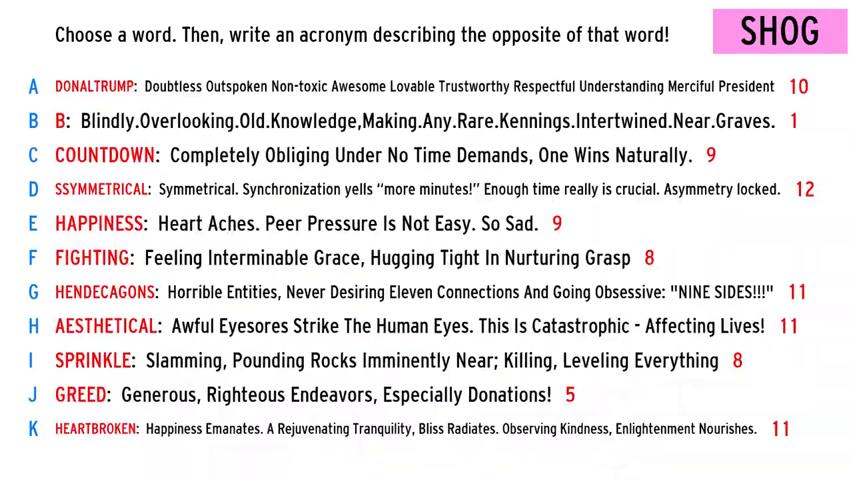 Choose a word. Then, write an acronym describing the opposite of that word!
SHOG
A DONALTRUMP: Doubtless Outspoken Non-toxic Awesome Lovable Trustworthy Respectful Understanding Merciful President 10
B B: Blindly.Overlooking.Old.Knowledge,Making.Any.Rare.Kennings.Intertwined.Near.Graves. 1
C COUNTDOWN: Completely Obliging Under No Time Demands, One Wins Naturally. 9
D SSYMMETRICAL: Symmetrical. Synchronization yells “more minutes!” Enough time really is crucial. Asymmetry locked. 12
E HAPPINESS: Heart Aches. Peer Pressure Is Not Easy. So Sad. 9
F FIGHTING: Feeling Interminable Grace, Hugging Tight In Nurturing Grasp 8
G HENDECAGONS: Horrible Entities, Never Desiring Eleven Connections And Going Obsessive: "NINE SIDES!!!" 11
H AESTHETICAL: Awful Eyesores Strike The Human Eyes. This Is Catastrophic - Affecting Lives! 11
I SPRINKLE: Slamming, Pounding Rocks Imminently Near; Killing, Leveling Everything 8
J GREED: Generous, Righteous Endeavors, Especially Donations! 5
K HEARTBROKEN: Happiness Emanates. A Rejuvenating Tranquility, Bliss Radiates. Observing Kindness, Enlightenment Nourishes. 11